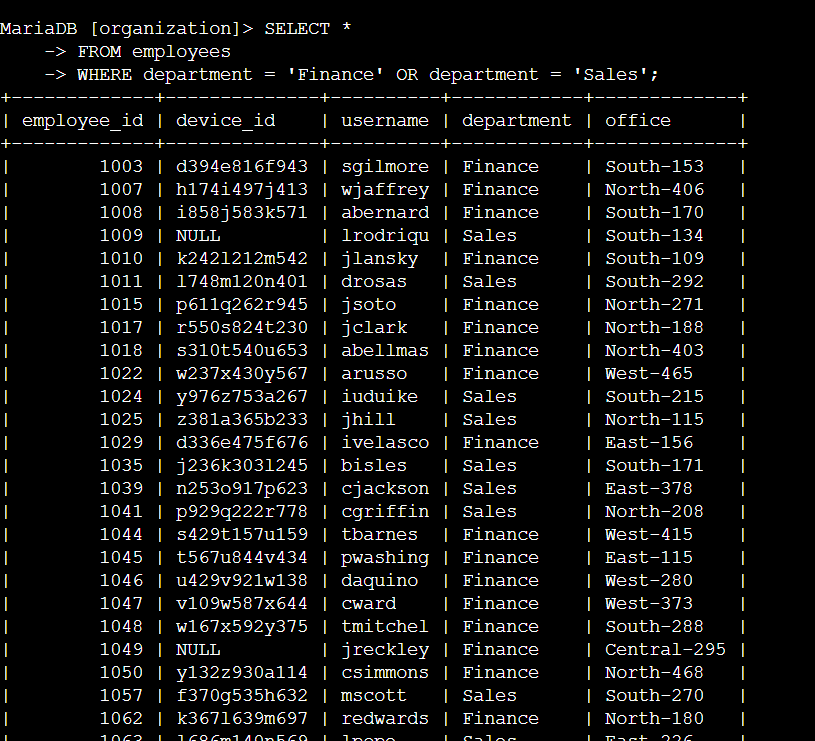 MariaDB [organization]> SELECT *
    -> FROM employees
    -> WHERE department = 'Finance' OR department = 'Sales';
+-------------+--------------+----------+------------+-------------+
| employee_id | device_id    | username | department | office      |
+-------------+--------------+----------+------------+-------------+
|        1003 | d394e816f943 | sgilmore | Finance    | South-153   |
|        1007 | h174i497j413 | wjaffrey | Finance    | North-406   |
|        1008 | i858j583k571 | abernard | Finance    | South-170   |
|        1009 | NULL         | lrodriqu | Sales      | South-134   |
|        1010 | k242l212m542 | jlansky  | Finance    | South-109   |
|        1011 | l748m120n401 | drosas   | Sales      | South-292   |
|        1015 | p611q262r945 | jsoto    | Finance    | North-271   |
|        1017 | r550s824t230 | jclark   | Finance    | North-188   |
|        1018 | s310t540u653 | abellmas | Finance    | North-403   |
|        1022 | w237x430y567 | arusso   | Finance    | West-465    |
|        1024 | y976z753a267 | iuduike  | Sales      | South-215   |
|        1025 | z381a365b233 | jhill    | Sales      | North-115   |
|        1029 | d336e475f676 | ivelasco | Finance    | East-156    |
|        1035 | j236k303l245 | bisles   | Sales      | South-171   |
|        1039 | n253o917p623 | cjackson | Sales      | East-378    |
|        1041 | p929q222r778 | cgriffin | Sales      | North-208   |
|        1044 | s429t157u159 | tbarnes  | Finance    | West-415    |
|        1045 | t567u844v434 | pwashing | Finance    | East-115    |
|        1046 | u429v921w138 | daquino  | Finance    | West-280    |
|        1047 | v109w587x644 | cward    | Finance    | West-373    |
|        1048 | w167x592y375 | tmitchel | Finance    | South-288   |
|        1049 | NULL         | jreckley | Finance    | Central-295 |
|        1050 | y132z930a114 | csimmons | Finance    | North-468   |
|        1057 | f370g535h632 | mscott   | Sales      | South-270   |
|        1062 | k367l639m697 | redwards | Finance    | North-180   |
|        1063 | l686m140n569 | lpope    | Sales      | East-226    |